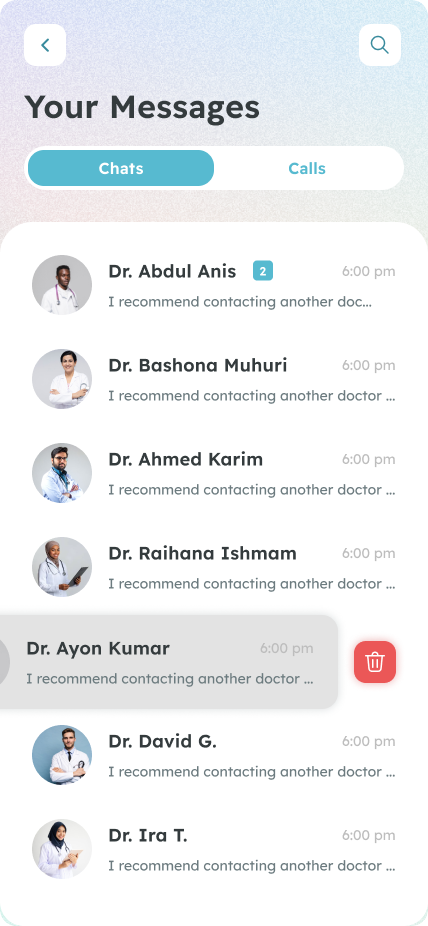 Your Messages
Chats
Calls
Dr. Abdul Anis 2 6:00 pm
I recommend contacting another doc...
Dr. Bashona Muhuri 6:00 pm
I recommend contacting another doctor ...
Dr. Ahmed Karim 6:00 pm
I recommend contacting another doctor ...
Dr. Raihana Ishmam 6:00 pm
I recommend contacting another doctor ...
Dr. Ayon Kumar 6:00 pm
I recommend contacting another doctor ...
Dr. David G. 6:00 pm
I recommend contacting another doctor ...
Dr. Ira T. 6:00 pm
I recommend contacting another doctor ...